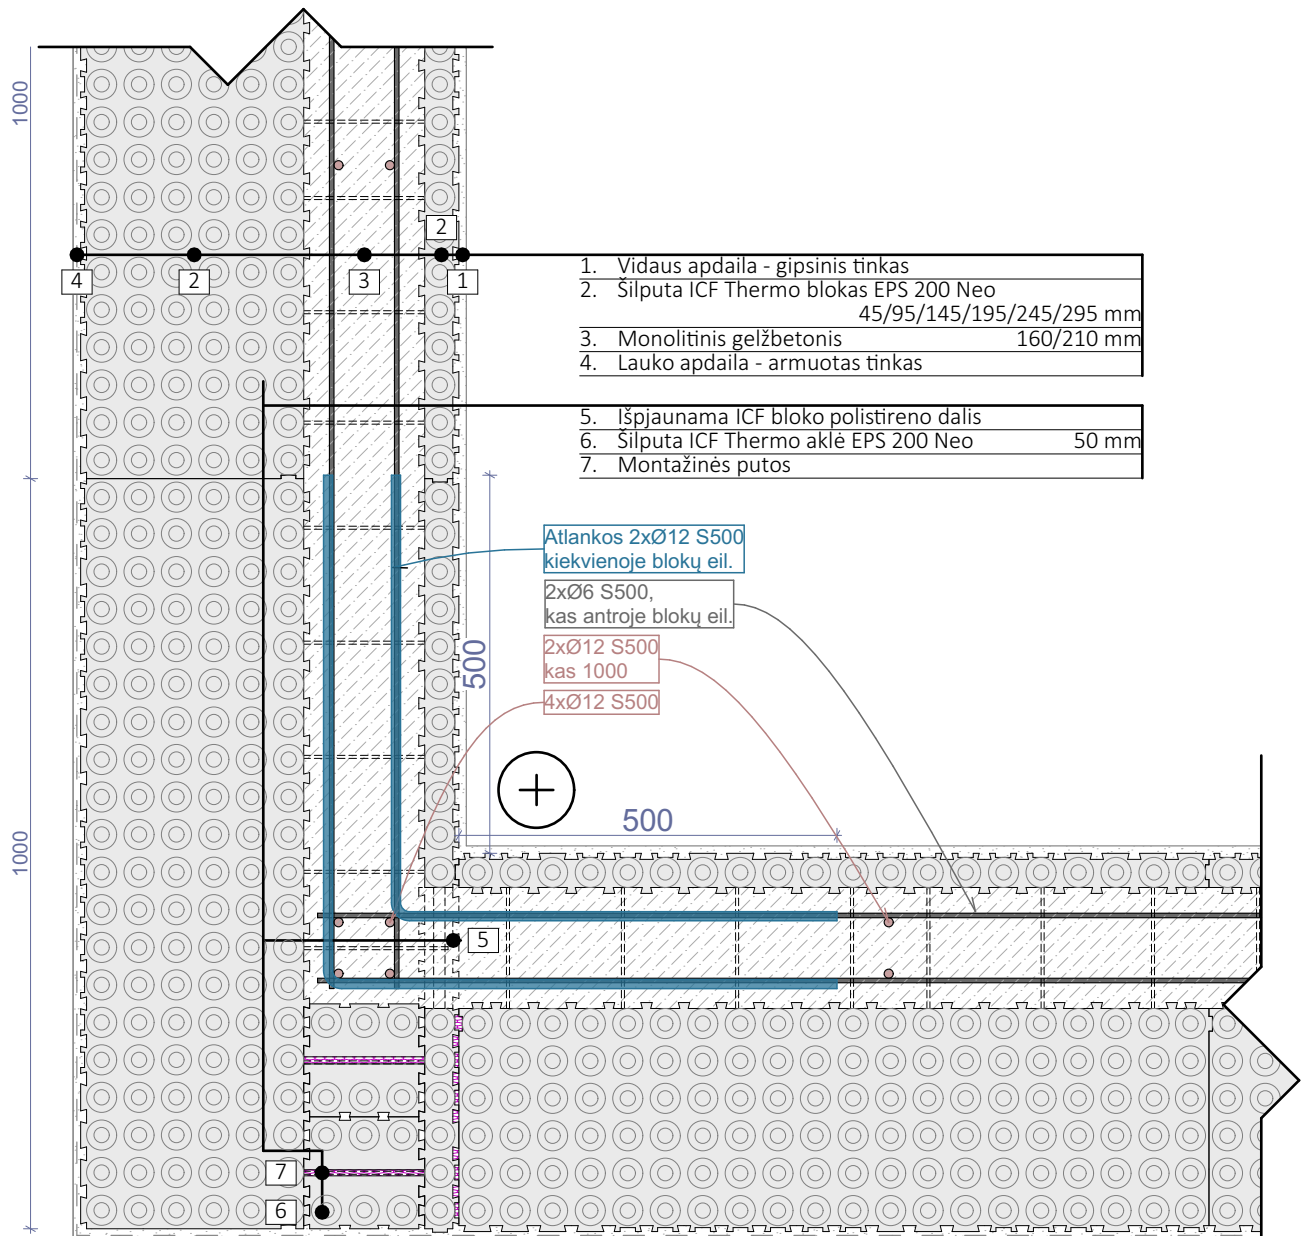 1000
2
4
2
3
1
1. Vidaus apdaila - gipsinis tinkas
2. Šilputa ICF Thermo blokas EPS 200 Neo
45/95/145/195/245/295 mm
3. Monolitinis gelžbetonis 160/210 mm
4. Lauko apdaila - armuotas tinkas
5. Išpjaunama ICF bloko polistireno dalis
6. Šilputa ICF Thermo aklė EPS 200 Neo 50 mm
7. Montažinės putos
Atlankos 2xØ12 S500
kiekvienoje blokų eil.
2xØ6 S500,
kas antroje blokų eil.
2xØ12 S500
kas 1000
4xØ12 S500
500
500
1000
5
7
6